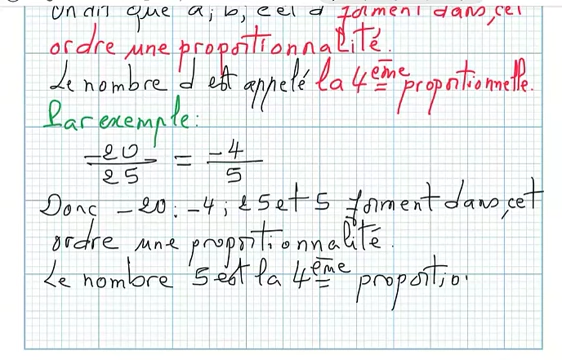 On dit que a, b, c et d forment dans, cet
ordre une proportionnalité.
Le nombre d est appelé la 4ème proportionnelle.
Par exemple:
-20/25 = -4/5
Donc -20; -4; 25 et 5 forment dans, cet
ordre une proportionnalité.
Le nombre 5 est la 4ème proportio